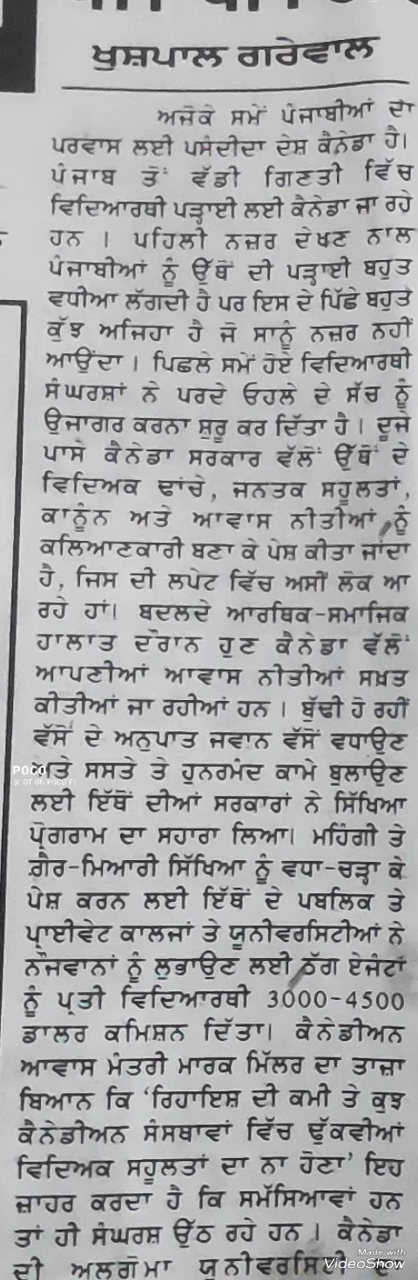 ਖੁਸ਼ਪਾਲ ਗਰੇਵਾਲ
ਅਜੋਕੇ ਸਮੇਂ ਪੰਜਾਬੀਆਂ ਦਾ
ਪਰਵਾਸ ਲਈ ਪਸੰਦੀਦਾ ਦੇਸ਼ ਕੈਨੇਡਾ ਹੈ।
ਪੰਜਾਬ ਤੋਂ ਵੱਡੀ ਗਿਣਤੀ ਵਿੱਚ
ਵਿਦਿਆਰਥੀ ਪੜ੍ਹਾਈ ਲਈ ਕੈਨੇਡਾ ਜਾ ਰਹੇ
ਹਨ । ਪਹਿਲੀ ਨਜ਼ਰ ਦੇਖਣ ਨਾਲ
ਪੰਜਾਬੀਆਂ ਨੂੰ ਉੱਥੋਂ ਦੀ ਪੜ੍ਹਾਈ ਬਹੁਤ
ਵਧੀਆ ਲੱਗਦੀ ਹੈ ਪਰ ਇਸ ਦੇ ਪਿੱਛੇ ਬਹੁਤ
ਕੁੱਝ ਅਜਿਹਾ ਹੈ ਜੋ ਸਾਨੂੰ ਨਜ਼ਰ ਨਹੀਂ
ਆਉਂਦਾ । ਪਿਛਲੇ ਸਮੇਂ ਹੋਏ ਵਿਦਿਆਰਥੀ
ਸੰਘਰਸ਼ਾਂ ਨੇ ਪਰਦੇ ਓਹਲੇ ਦੇ ਸੱਚ ਨੂੰ
ਉਜਾਗਰ ਕਰਨਾ ਸ਼ੁਰੂ ਕਰ ਦਿੱਤਾ ਹੈ। ਦੂਜੇ
ਪਾਸੇ ਕੈਨੇਡਾ ਸਰਕਾਰ ਵੱਲੋਂ ਉੱਥੋਂ ਦੇ
ਵਿਦਿਅਕ ਢਾਂਚੇ, ਜਨਤਕ ਸਹੂਲਤਾਂ,
ਕਾਨੂੰਨ ਅਤੇ ਆਵਾਸ ਨੀਤੀਆਂ ਨੂੰ
ਕਲਿਆਣਕਾਰੀ ਬਣਾ ਕੇ ਪੇਸ਼ ਕੀਤਾ ਜਾਂਦਾ
ਹੈ, ਜਿਸ ਦੀ ਲਪੇਟ ਵਿੱਚ ਅਸੀਂ ਲੋਕ ਆ
ਰਹੇ ਹਾਂ। ਬਦਲਦੇ ਆਰਥਿਕ-ਸਮਾਜਿਕ
ਹਾਲਾਤ ਦੌਰਾਨ ਹੁਣ ਕੈਨੇਡਾ ਵੱਲੋਂ
ਆਪਣੀਆਂ ਆਵਾਸ ਨੀਤੀਆਂ ਸਖ਼ਤ
ਕੀਤੀਆਂ ਜਾ ਰਹੀਆਂ ਹਨ । ਬੁੱਢੀ ਹੋ ਰਹੀ
ਵੱਸੋਂ ਦੇ ਅਨੁਪਾਤ ਜਵਾਨ ਵੱਸੋਂ ਵਧਾਉਣ
ਅਤੇ ਸਸਤੇ ਤੇ ਹੁਨਰਮੰਦ ਕਾਮੇ ਬੁਲਾਉਣ
ਲਈ ਇੱਥੋਂ ਦੀਆਂ ਸਰਕਾਰਾਂ ਨੇ ਸਿੱਖਿਆ
ਪ੍ਰੋਗਰਾਮ ਦਾ ਸਹਾਰਾ ਲਿਆ। ਮਹਿੰਗੀ ਤੇ
ਗ਼ੈਰ-ਮਿਆਰੀ ਸਿੱਖਿਆ ਨੂੰ ਵਧਾ-ਚੜ੍ਹਾ ਕੇ
ਪੇਸ਼ ਕਰਨ ਲਈ ਇੱਥੋਂ ਦੇ ਪਬਲਿਕ ਤੇ
ਪ੍ਰਾਈਵੇਟ ਕਾਲਜਾਂ ਤੇ ਯੂਨੀਵਰਸਿਟੀਆਂ ਨੇ
ਨੌਜਵਾਨਾਂ ਨੂੰ ਲੁਭਾਉਣ ਲਈ ਠੱਗ ਏਜੰਟਾਂ
ਨੂੰ ਪ੍ਰਤੀ ਵਿਦਿਆਰਥੀ 3000-4500
ਡਾਲਰ ਕਮਿਸ਼ਨ ਦਿੱਤਾ। ਕੈਨੇਡੀਅਨ
ਆਵਾਸ ਮੰਤਰੀ ਮਾਰਕ ਮਿੱਲਰ ਦਾ ਤਾਜ਼ਾ
ਬਿਆਨ ਕਿ 'ਰਿਹਾਇਸ਼ ਦੀ ਕਮੀ ਤੇ ਕੁਝ
ਕੈਨੇਡੀਅਨ ਸੰਸਥਾਵਾਂ ਵਿੱਚ ਢੁੱਕਵੀਆਂ
ਵਿਦਿਅਕ ਸਹੂਲਤਾਂ ਦਾ ਨਾ ਹੋਣਾ' ਇਹ
ਜ਼ਾਹਰ ਕਰਦਾ ਹੈ ਕਿ ਸਮੱਸਿਆਵਾਂ ਹਨ
ਤਾਂ ਹੀ ਸੰਘਰਸ਼ ਉੱਠ ਰਹੇ ਹਨ । ਕੈਨੇਡਾ
ਦੀ ਅਲਗੋਮਾ ਯੂਨੀਵਰਸਿਟੀ ਦੇ
POCO
Made with
VideoShow